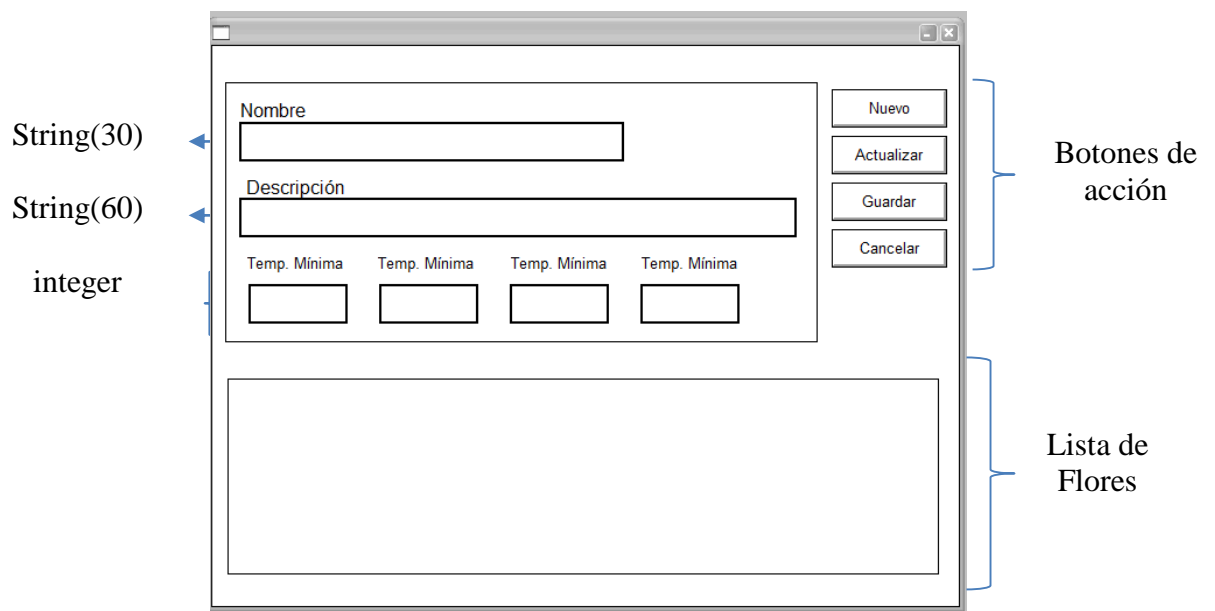 Nombre
String(30)
Descripción
String(60)
Temp. Mínima Temp. Mínima Temp. Mínima Temp. Mínima
integer
Nuevo
Actualizar
Guardar
Cancelar
Botones de
acción
Lista de
Flores